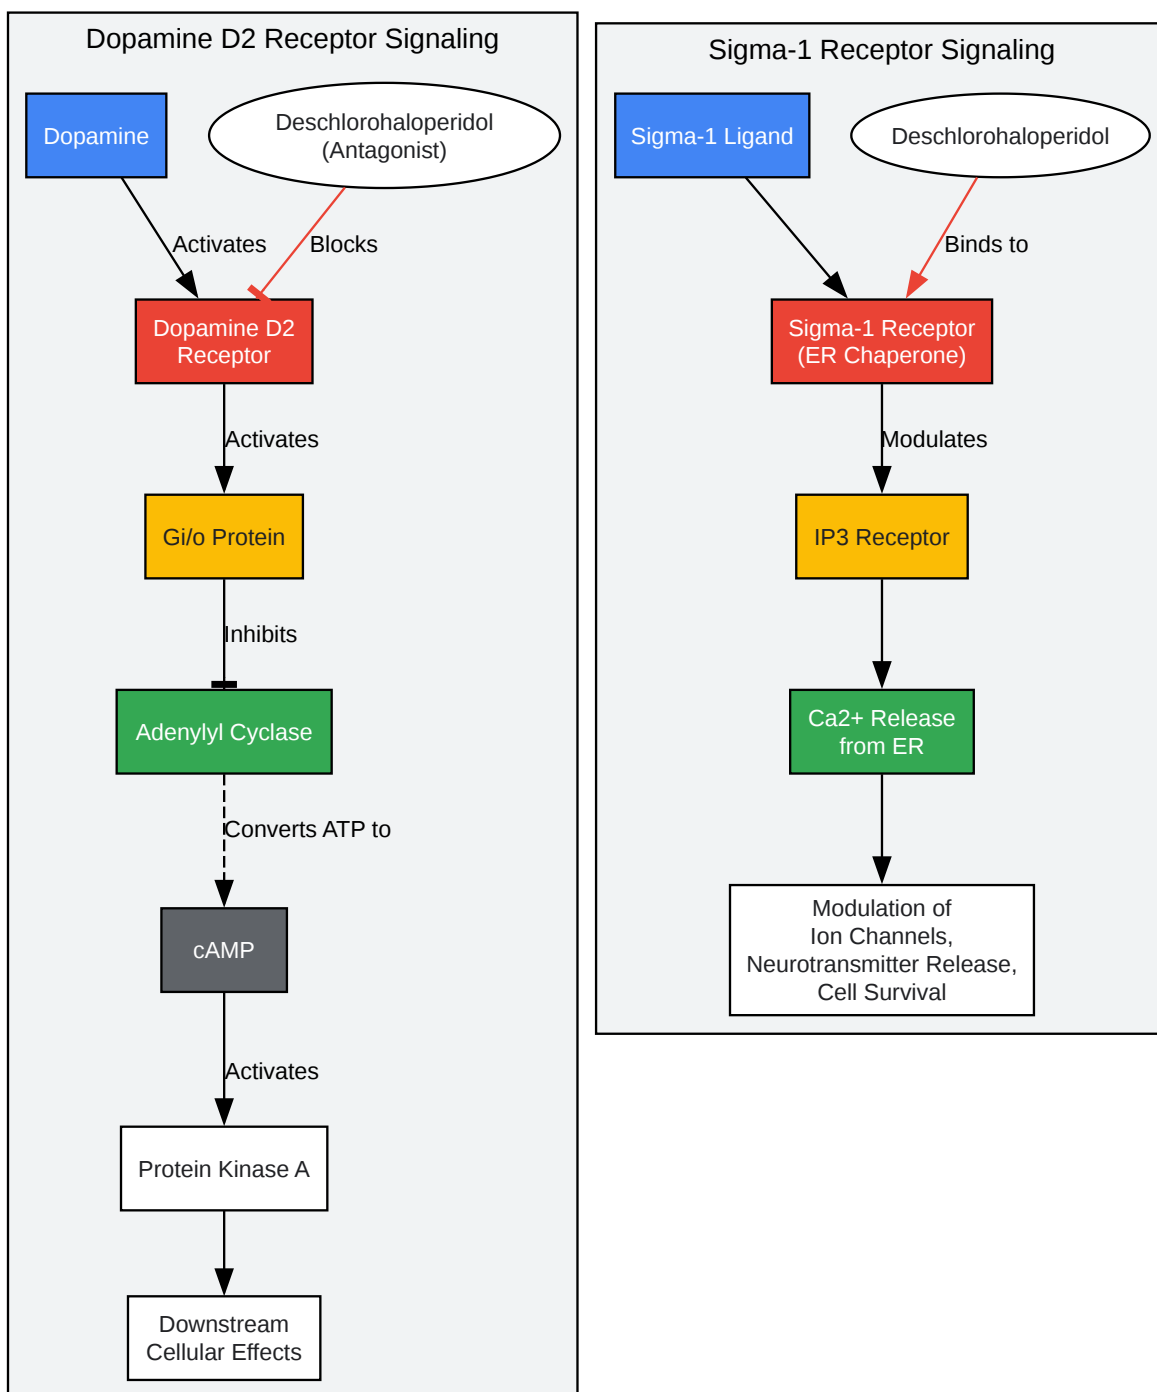 Dopamine D2 Receptor Signaling
Dopamine
Deschlorohaloperidol
(Antagonist)
Activates
Blocks
Dopamine D2
Receptor
Activates
Gi/o Protein
Inhibits
Adenylyl Cyclase
Converts ATP to
cAMP
Activates
Protein Kinase A
Downstream
Cellular Effects
Sigma-1 Receptor Signaling
Sigma-1 Ligand
Deschlorohaloperidol
Binds to
Sigma-1 Receptor
(ER Chaperone)
Modulates
IP3 Receptor
Ca2+ Release
from ER
Modulation of
Ion Channels,
Neurotransmitter Release,
Cell Survival